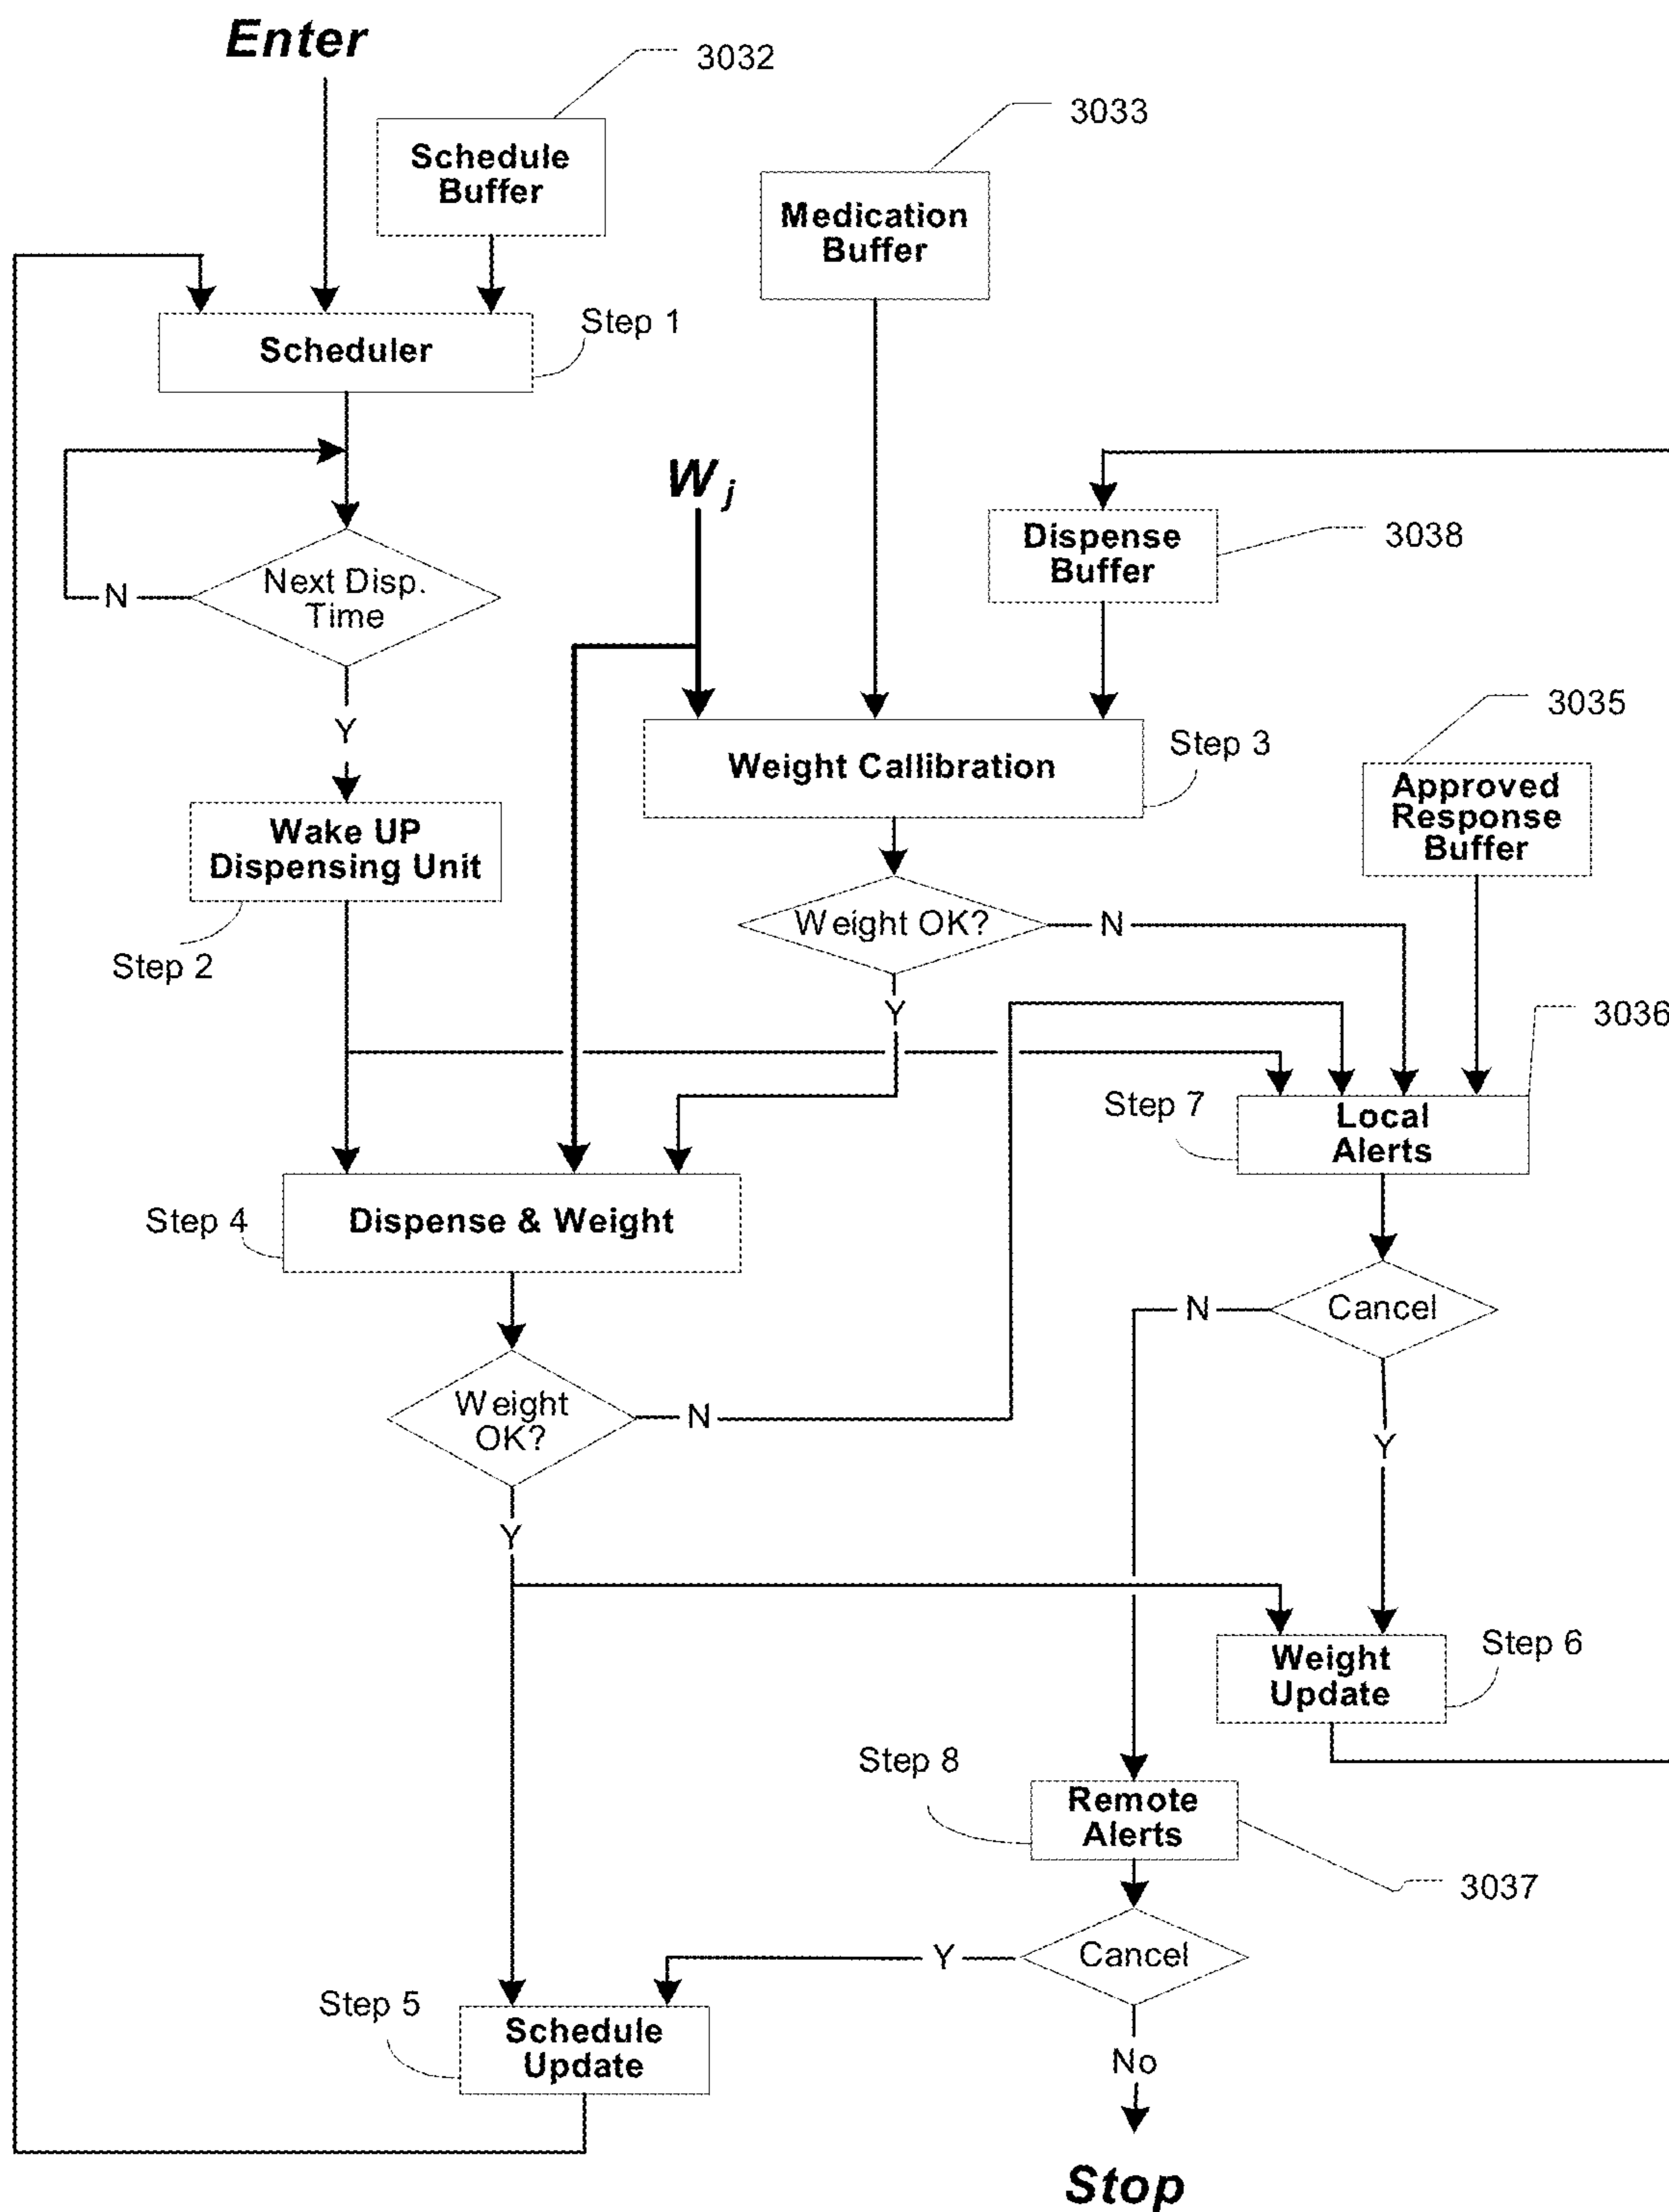 Enter
3032
3033
Schedule
Buffer
Medication
Buffer
Step 1
Scheduler
W j
Dispense
Buffer
3038
Next Disp.
Time
N
3035
Y
Step 3
Weight Callibration
Approved
Response
Buffer
Wake UP
Dispensing Unit
Weight OK?
N
Step 2
Y
3036
Step 7
Local
Alerts
Step 4
Dispense & Weight
N
Cancel
Weight
OK?
N
Y
Y
Step 6
Weight
Update
Step 8
Remote
Alerts
3037
Y
Cancel
Step 5
Schedule
Update
No
Stop